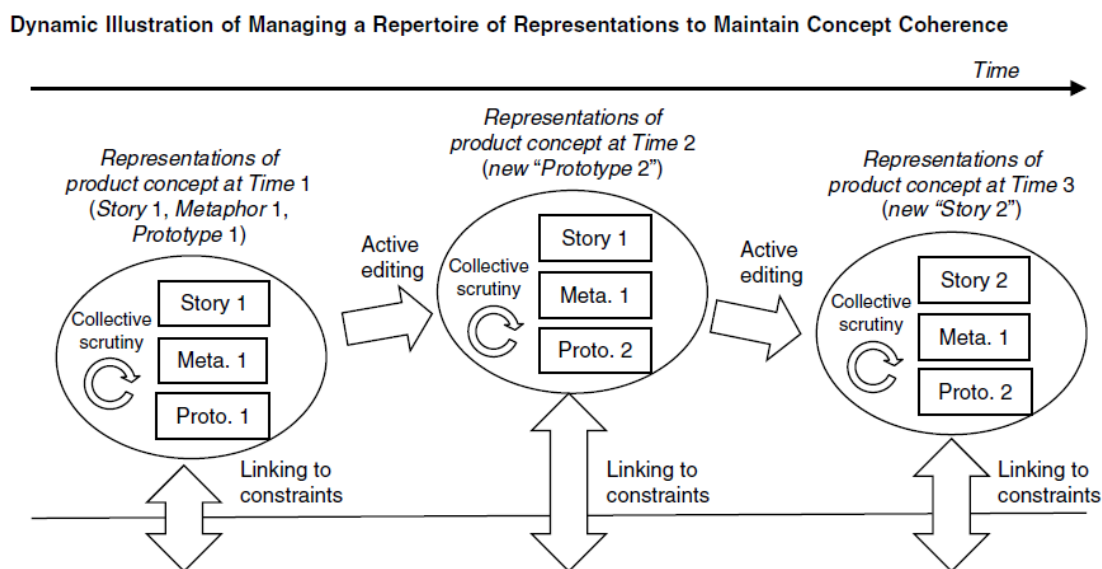 Dynamic Illustration of Managing a Repertoire of Representations to Maintain Concept Coherence
Time
Representations of
product concept at Time 1
(Story 1, Metaphor 1,
Prototype 1)
Collective
scrutiny
Story 1
Meta. 1
Proto. 1
Linking to
constraints
Active
editing
Representations of
product concept at Time 2
(new “Prototype 2”)
Collective
scrutiny
Story 1
Meta. 1
Proto. 2
Linking to
constraints
Active
editing
Representations of
product concept at Time 3
(new “Story 2”)
Collective
scrutiny
Story 2
Meta. 1
Proto. 2
Linking to
constraints